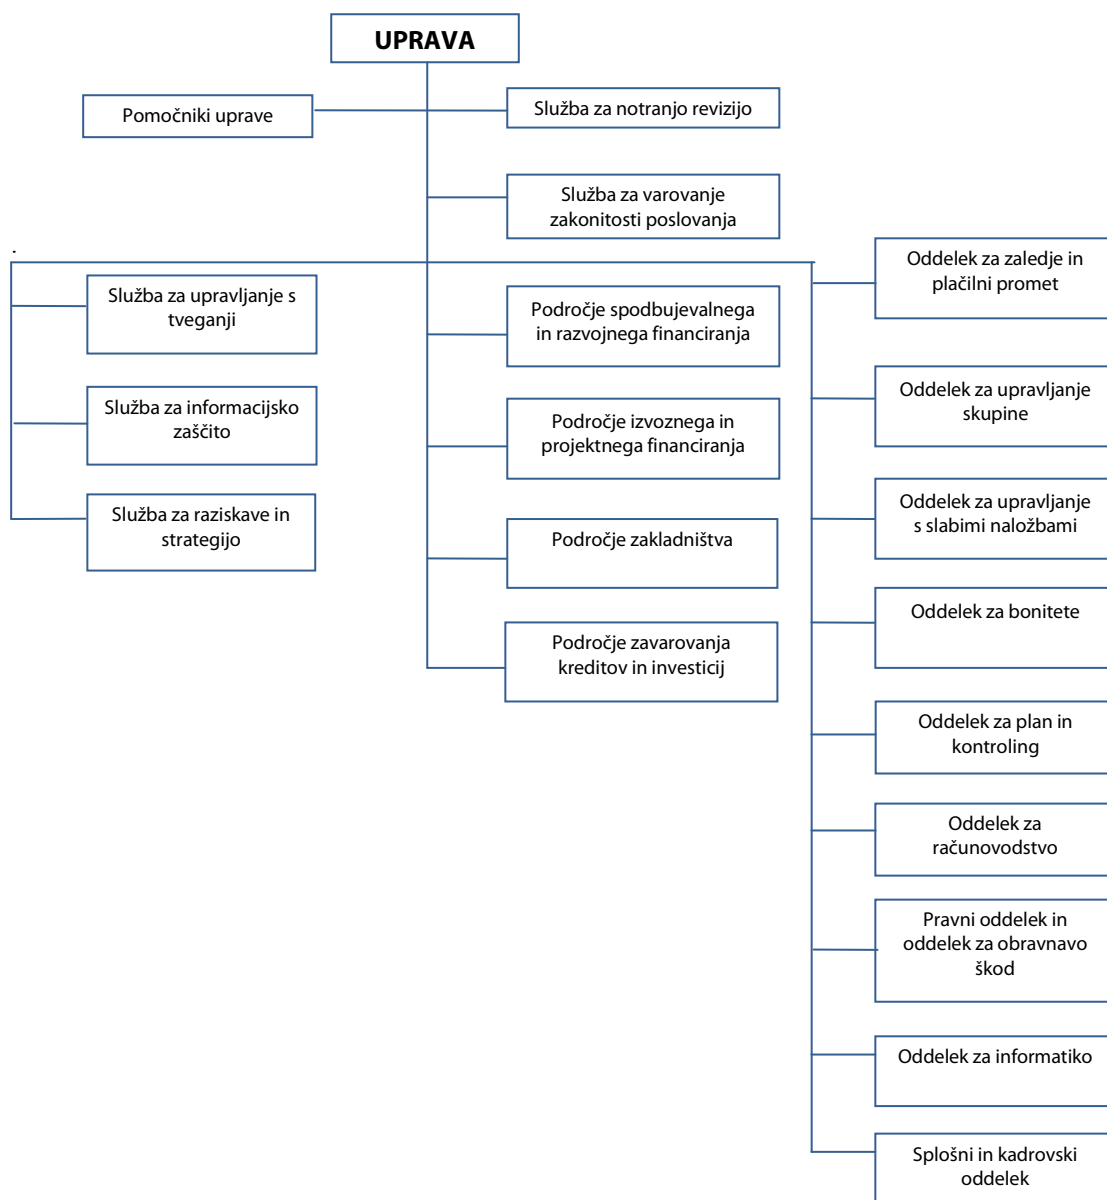 UPRAVA
Pomočniki uprave
Služba za notranjo revizijo
Služba za varovanje
zakonitosti poslovanja
.
Služba za upravljanje s
tveganji
Služba za informacijsko
zaščito
Služba za raziskave in
strategijo
Področje spodbujevalnega
in razvojnega financiranja
Področje izvoznega in
projektnega financiranja
Področje zakladništva
Področje zavarovanja
kreditov in investicij
Oddelek za zaledje in
plačilni promet
Oddelek za upravljanje
skupine
Oddelek za upravljanje
s slabimi naložbami
Oddelek za bonitete
Oddelek za plan in
kontroling
Oddelek za
računovodstvo
Pravni oddelek in
oddelek za obravnavo
škod
Oddelek za informatiko
Splošni in kadrovski
oddelek